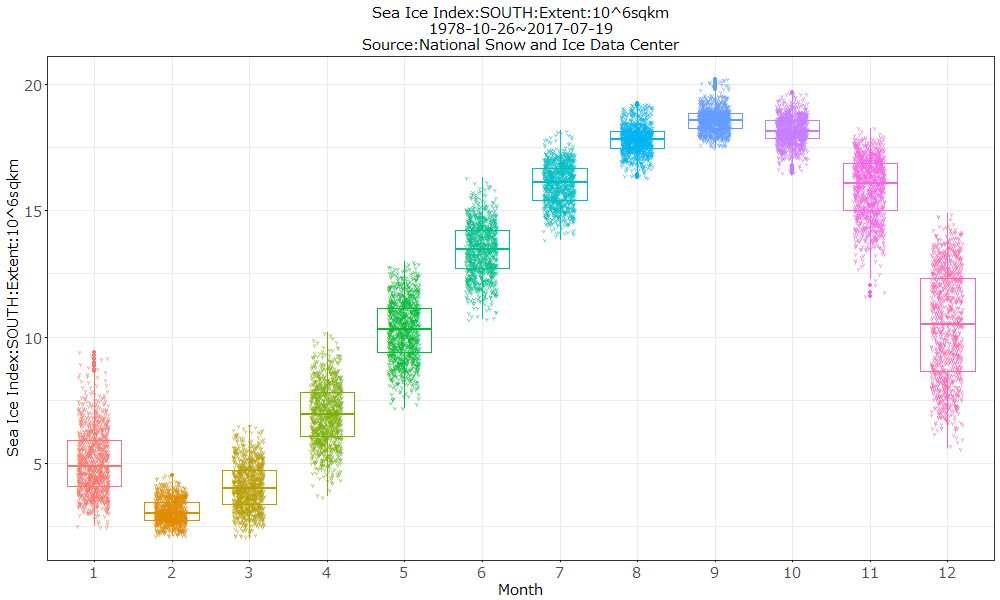 Sea Ice Index:SOUTH:Extent:10^6sqkm
1978-10-26~2017-07-19
Source:National Snow and Ice Data Center
Sea Ice Index:SOUTH:Extent:10^6sqkm
20
15
10
5
1 2 3 4 5 6 7 8 9 10 11 12
Month